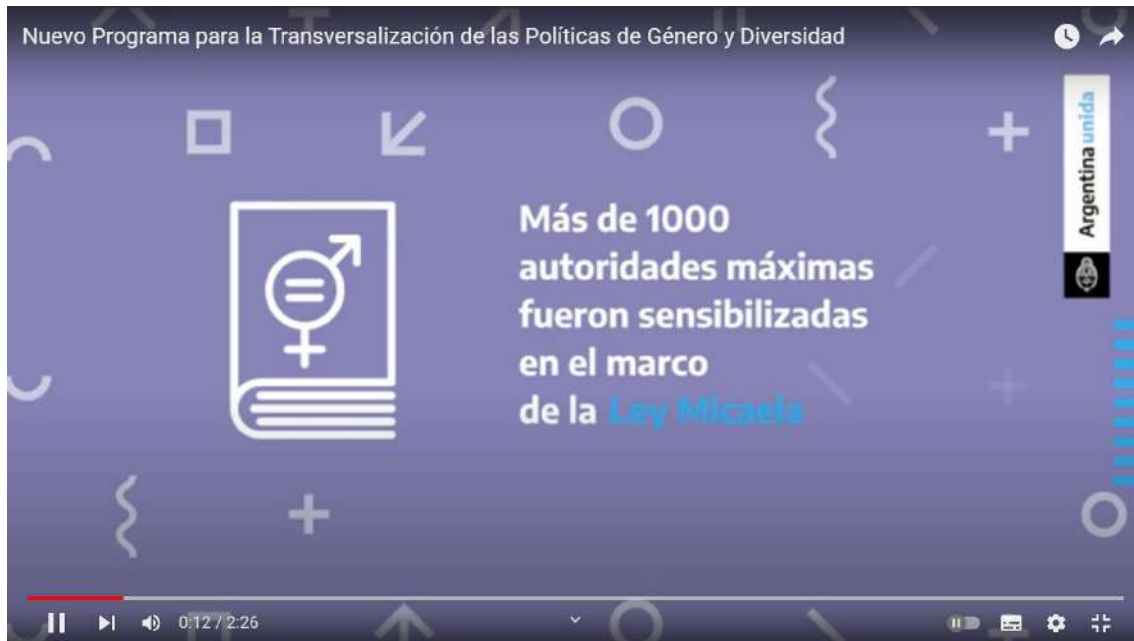 Nuevo Programa para la Transversalización de las Políticas de Género y Diversidad
Argentina unida
Más de 1000
autoridades máximas
fueron sensibilizadas
en el marco
de la Ley Micaela
0:12 / 2:26